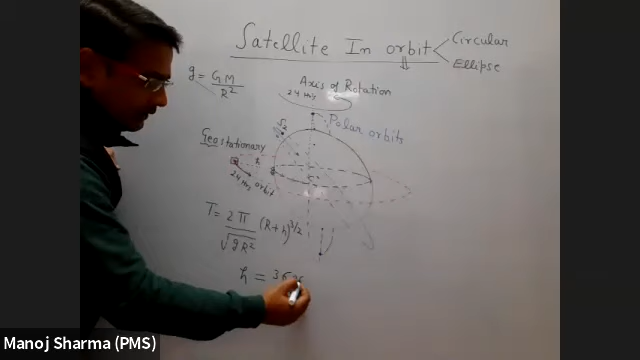 Satellite In orbit
Circular
Ellipse
g = GM / R²
Axis of Rotation
24 Hrs
Polar orbits
Geostationary
24 Hrs orbit
T = 2π / √gR² (R+h)^3/2
h = 36
Manoj Sharma (PMS)